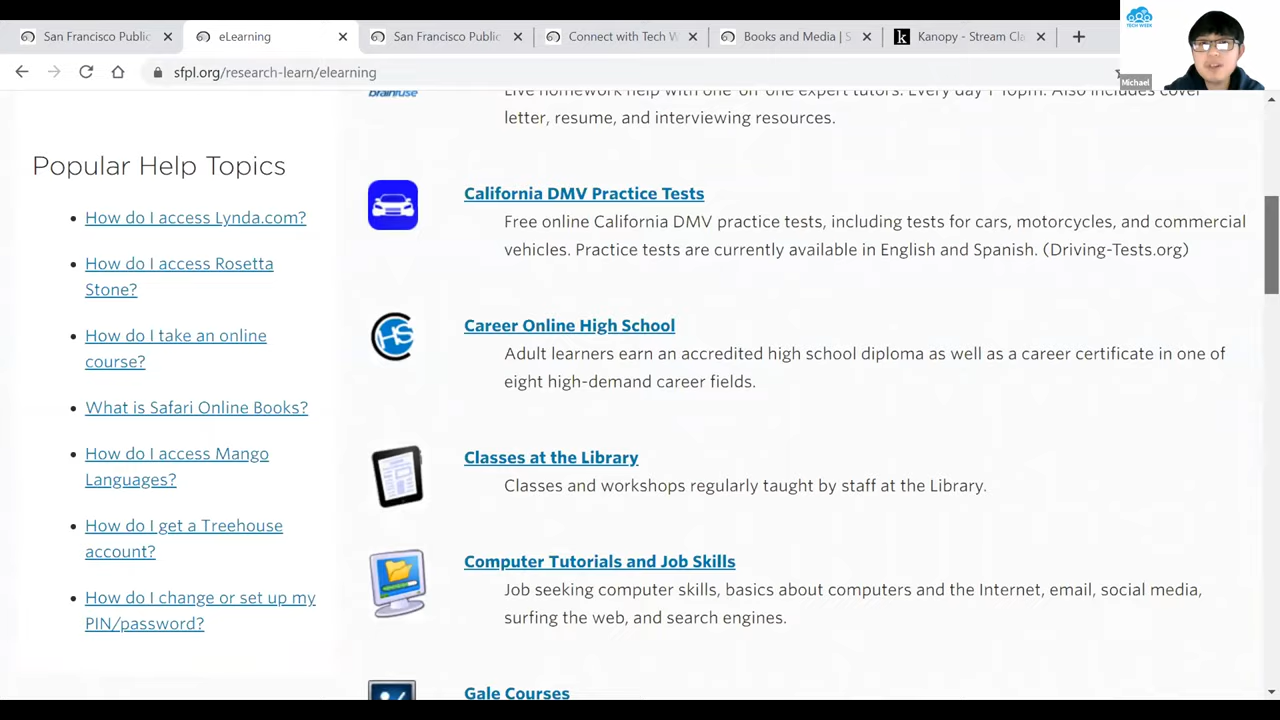 TECH WEEK
San Francisco Public
eLearning
San Francisco Public
Connect with Tech W
Books and Media | S
Kanopy - Stream Cla
sfpl.org/research-learn/elearning
Michael
brainfuse
Live homework help with one-on-one expert tutors. Every day 1-10pm. Also includes cover
letter, resume, and interviewing resources.
Popular Help Topics
How do I access Lynda.com?
How do I access Rosetta
Stone?
How do I take an online
course?
What is Safari Online Books?
How do I access Mango
Languages?
How do I get a Treehouse
account?
How do I change or set up my
PIN/password?
California DMV Practice Tests
Free online California DMV practice tests, including tests for cars, motorcycles, and commercial
vehicles. Practice tests are currently available in English and Spanish. (Driving-Tests.org)
HS
Career Online High School
Adult learners earn an accredited high school diploma as well as a career certificate in one of
eight high-demand career fields.
Classes at the Library
Classes and workshops regularly taught by staff at the Library.
Computer Tutorials and Job Skills
Job seeking computer skills, basics about computers and the Internet, email, social media,
surfing the web, and search engines.
Gale Courses